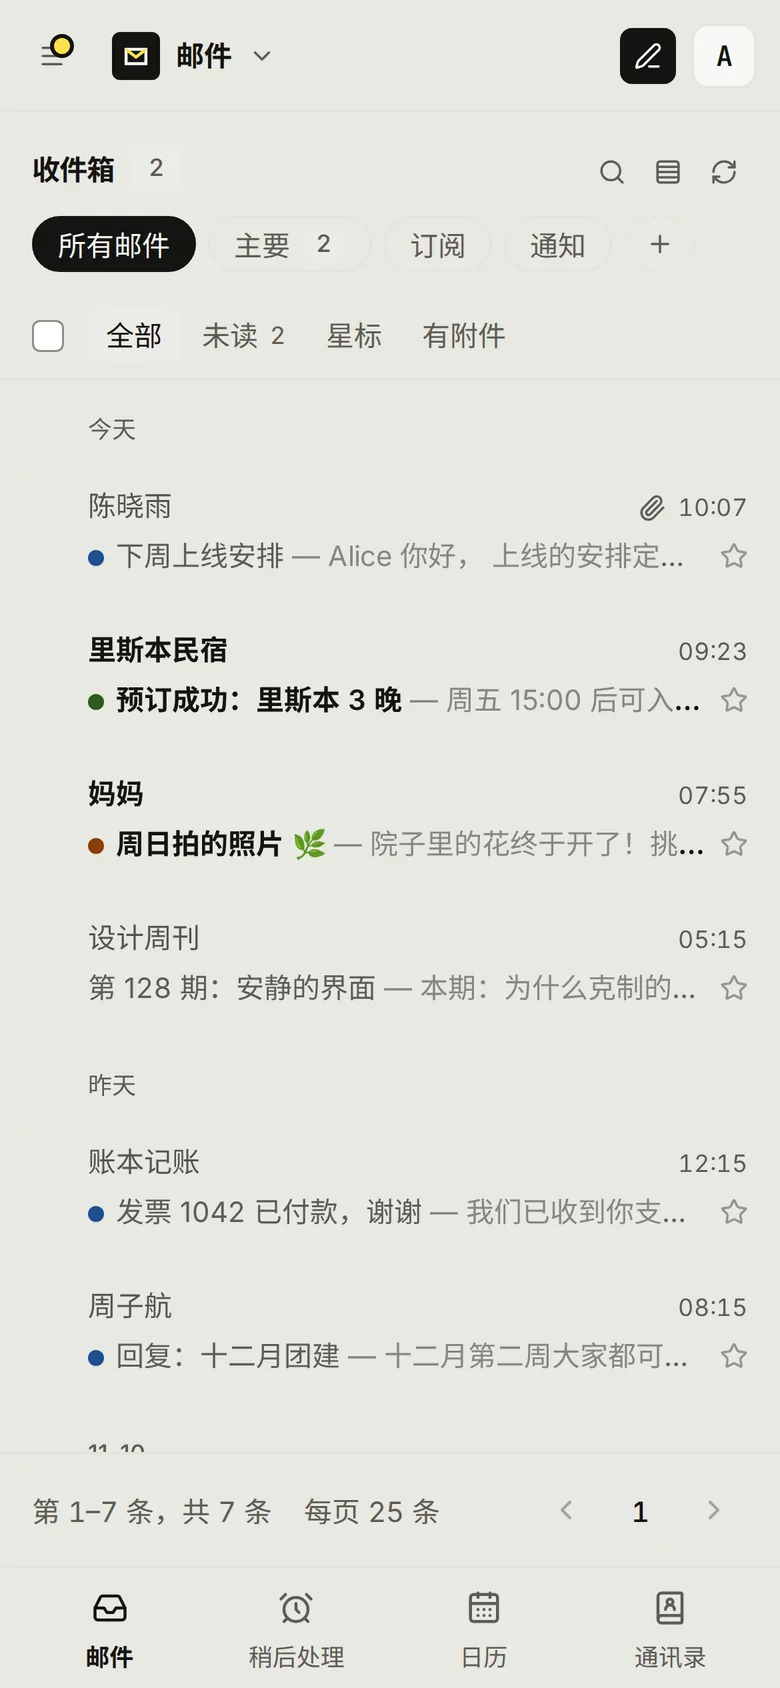 邮件
A
收件箱 2
所有邮件 主要 2 订阅 通知 +
全部 未读 2 星标 有附件
今天
陈晓雨 10:07
下周上线安排 — Alice 你好， 上线的安排定...
里斯本民宿 09:23
预订成功：里斯本 3 晚 — 周五 15:00 后可入...
妈妈 07:55
周日拍的照片 🌿 — 院子里的花终于开了！挑...
设计周刊 05:15
第 128 期：安静的界面 — 本期：为什么克制的...
昨天
账本记账 12:15
发票 1042 已付款，谢谢 — 我们已收到你支...
周子航 08:15
回复：十二月团建 — 十二月第二周大家都可...
第 1–7 条，共 7 条 每页 25 条 1
邮件 稍后处理 日历 通讯录